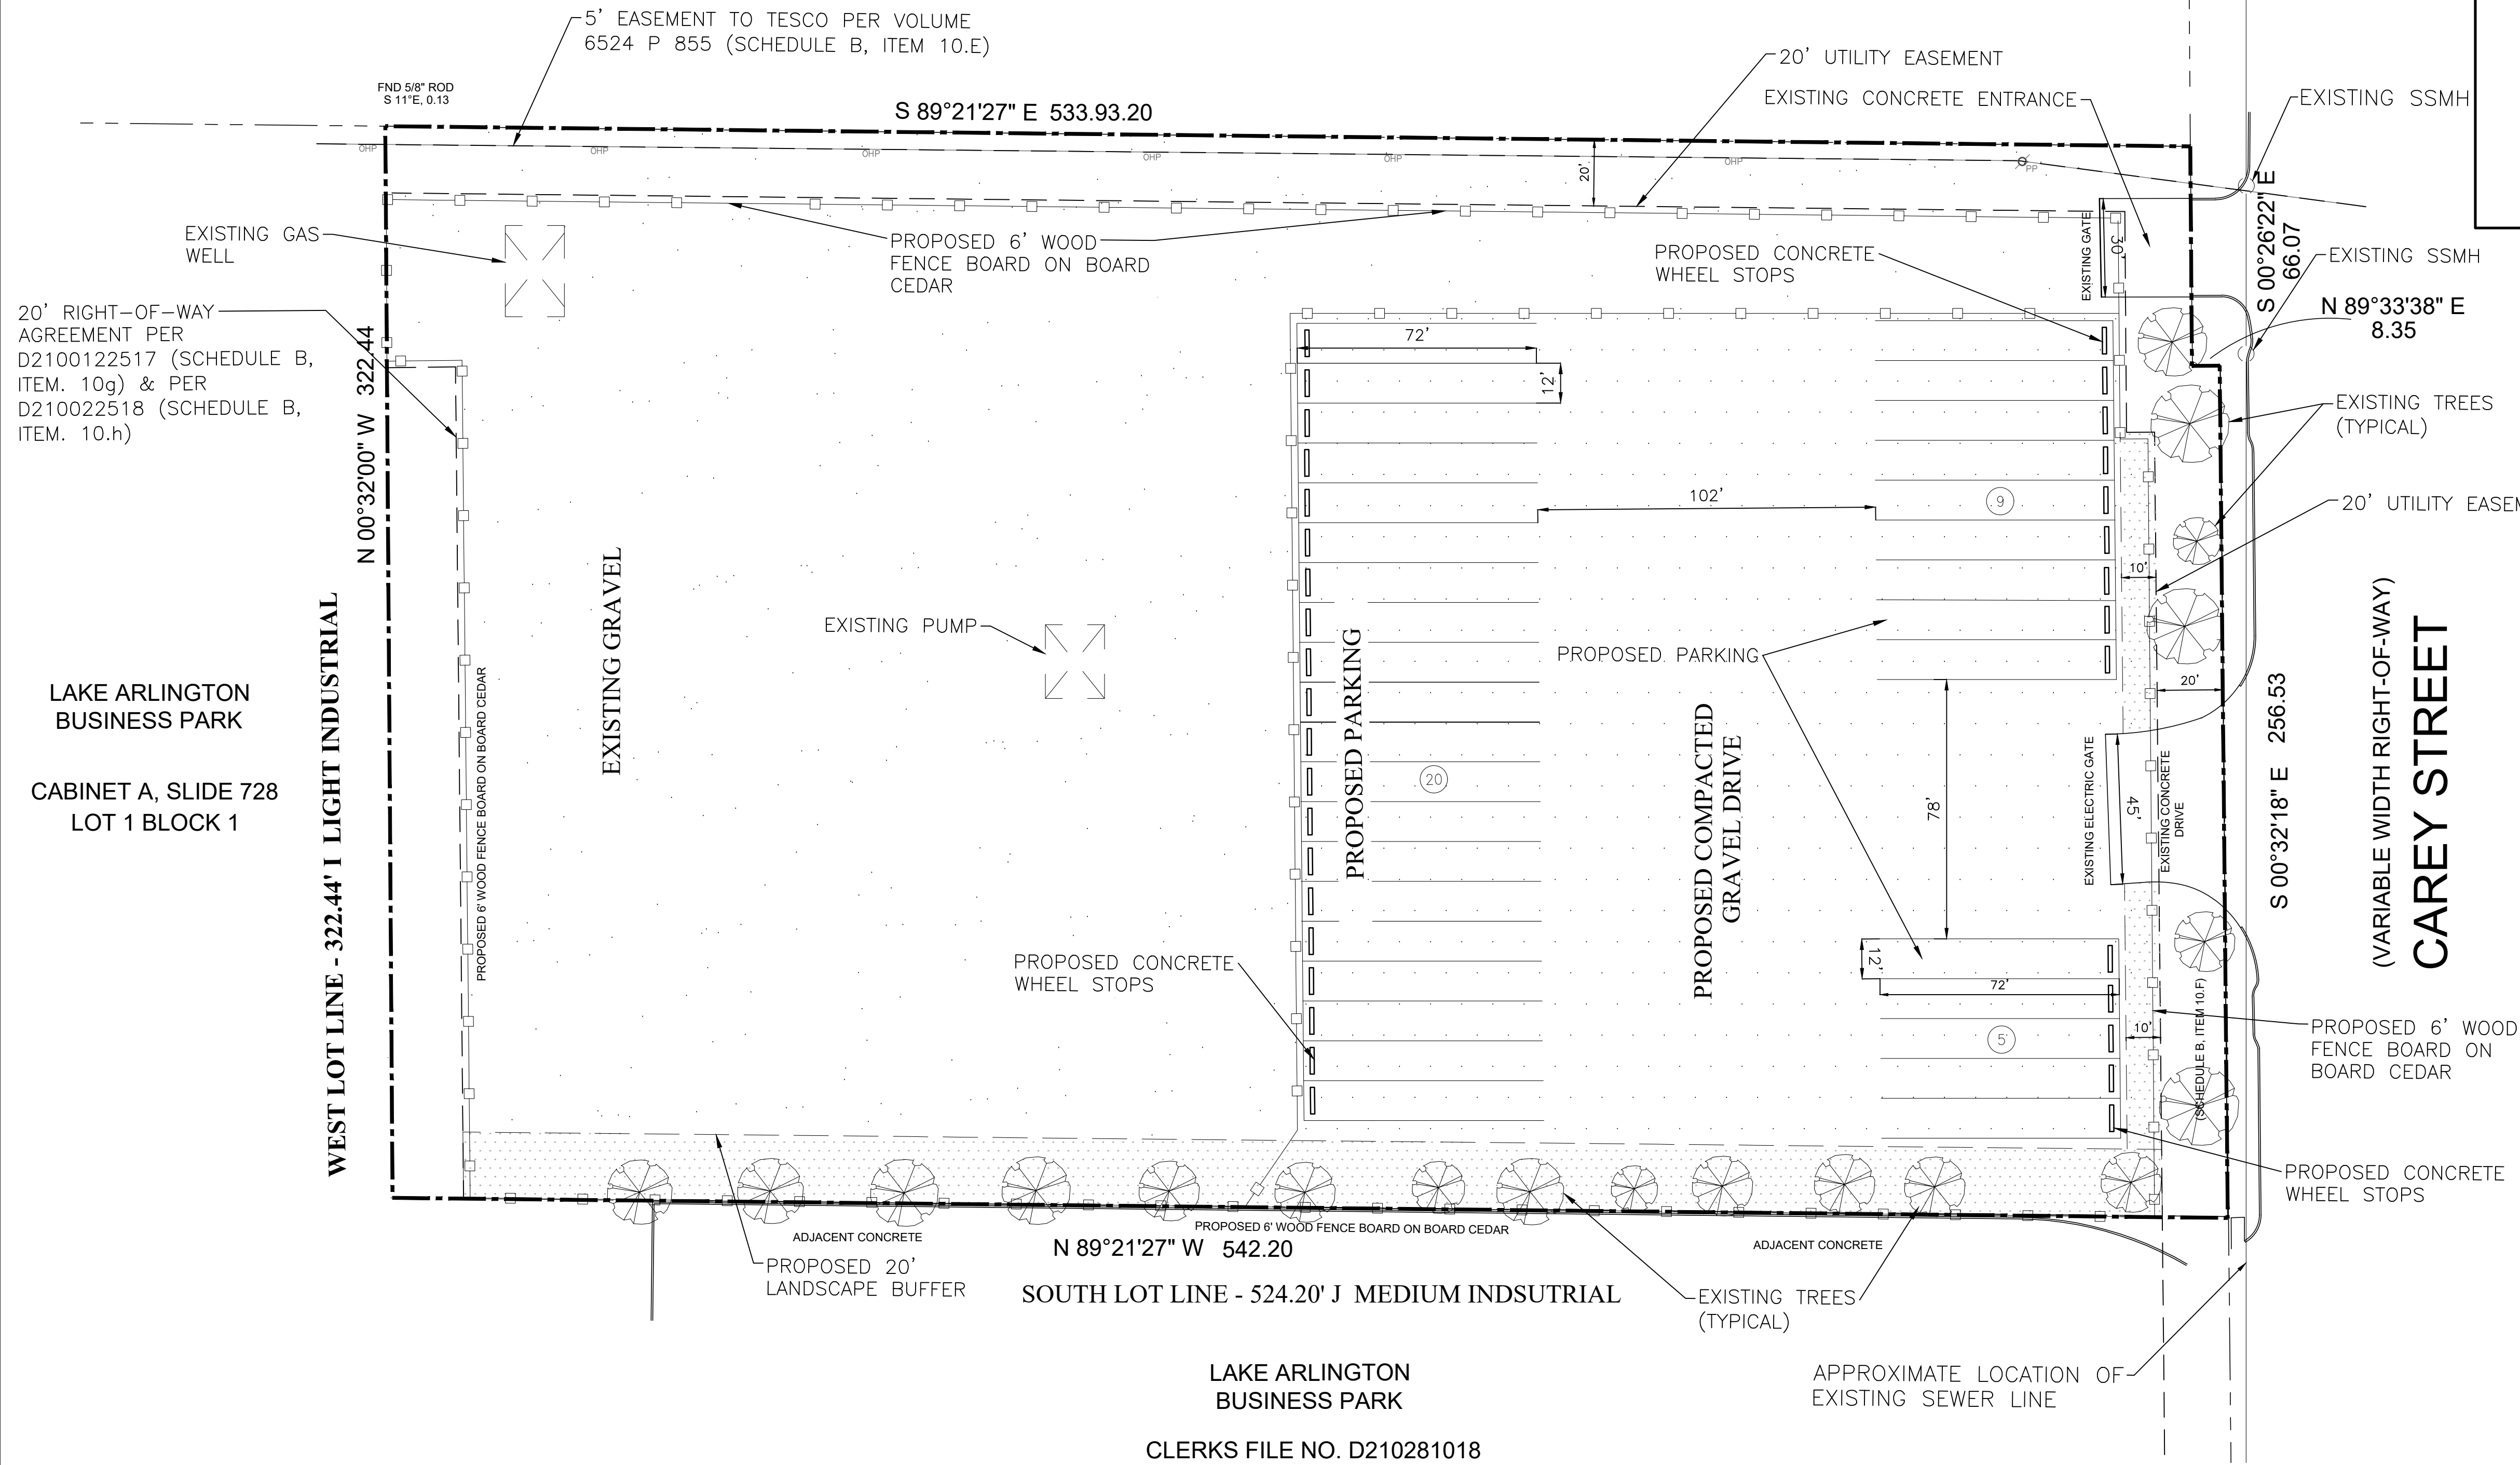 5' EASEMENT TO TESCO PER VOLUME
6524 P 855 (SCHEDULE B, ITEM 10.E)
FND 5/8" ROD
S 11°E, 0.13
S 89°21'27" E 533.93.20
20' UTILITY EASEMENT
EXISTING CONCRETE ENTRANCE
EXISTING SSMH
OHP
OHP
OHP
OHP
OHP
OHP
PP
20'
EXISTING GAS
WELL
PROPOSED 6' WOOD
FENCE BOARD ON BOARD
CEDAR
PROPOSED CONCRETE
WHEEL STOPS
EXISTING GATE
30'
S 00°26'22" E
66.07
EXISTING SSMH
N 89°33'38" E
8.35
20' RIGHT-OF-WAY
AGREEMENT PER
D2100122517 (SCHEDULE B,
ITEM. 10g) & PER
D210022518 (SCHEDULE B,
ITEM. 10.h)
N 00°32'00" W 322.44
72'
12'
EXISTING TREES
(TYPICAL)
102'
9
20' UTILITY EASEM
10'
EXISTING GRAVEL
EXISTING PUMP
PROPOSED PARKING
PROPOSED PARKING
20'
LAKE ARLINGTON
BUSINESS PARK
CABINET A, SLIDE 728
LOT 1 BLOCK 1
WEST LOT LINE - 322.44' I LIGHT INDUSTRIAL
PROPOSED 6' WOOD FENCE BOARD ON BOARD CEDAR
20
PROPOSED COMPACTED
GRAVEL DRIVE
78'
EXISTING ELECTRIC GATE
45'
EXISTING CONCRETE
DRIVE
S 00°32'18" E 256.53
(VARIABLE WIDTH RIGHT-OF-WAY)
CAREY STREET
PROPOSED CONCRETE
WHEEL STOPS
12'
72'
5
10'
(SCHEDULE B, ITEM 10.F)
PROPOSED 6' WOOD
FENCE BOARD ON
BOARD CEDAR
PROPOSED CONCRETE
WHEEL STOPS
PROPOSED 6' WOOD FENCE BOARD ON BOARD CEDAR
ADJACENT CONCRETE
N 89°21'27" W 542.20
ADJACENT CONCRETE
PROPOSED 20'
LANDSCAPE BUFFER
SOUTH LOT LINE - 524.20' J MEDIUM INDSUTRIAL
EXISTING TREES
(TYPICAL)
LAKE ARLINGTON
BUSINESS PARK
APPROXIMATE LOCATION OF
EXISTING SEWER LINE
CLERKS FILE NO. D210281018